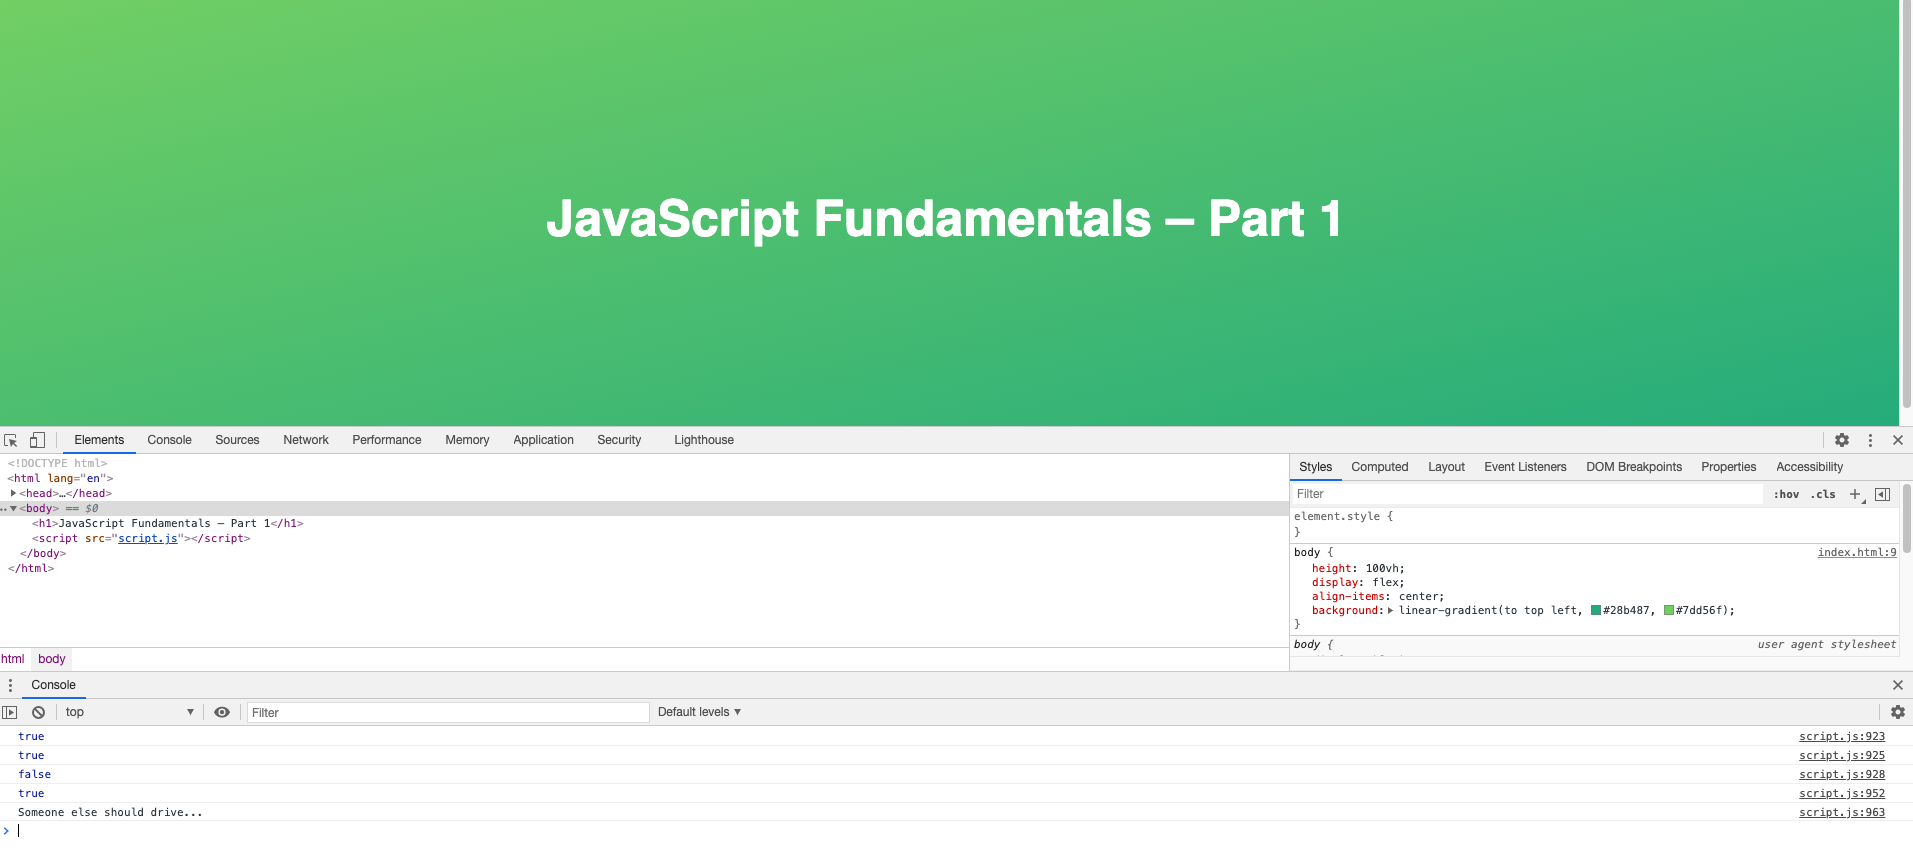 JavaScript Fundamentals – Part 1
Elements Console Sources Network Performance Memory Application Security Lighthouse
<!DOCTYPE html>
<html lang="en">
<head>…</head>
<body> == $0
<h1>JavaScript Fundamentals – Part 1</h1>
<script src="script.js"></script>
</body>
</html>
html body
Styles Computed Layout Event Listeners DOM Breakpoints Properties Accessibility
Filter :hov .cls +
element.style {
}
body { index.html:9
height: 100vh;
display: flex;
align-items: center;
background: linear-gradient(to top left, #28b487, #7dd56f);
}
body { user agent stylesheet
Console
top Filter Default levels
true script.js:923
true script.js:925
false script.js:928
true script.js:952
Someone else should drive... script.js:963